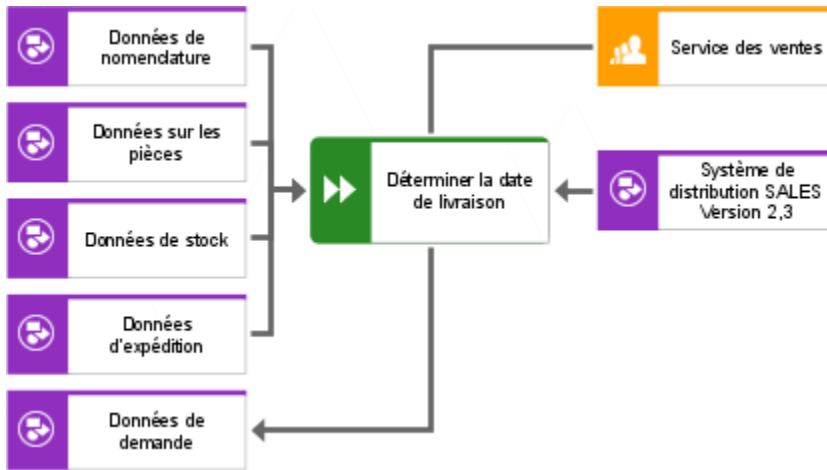 Données de
nomenclature
Données sur les
pièces
Données de stock
Données
d'expédition
Données de
demande
Déterminer la date
de livraison
Service des ventes
Système de
distribution SALES
Version 2,3